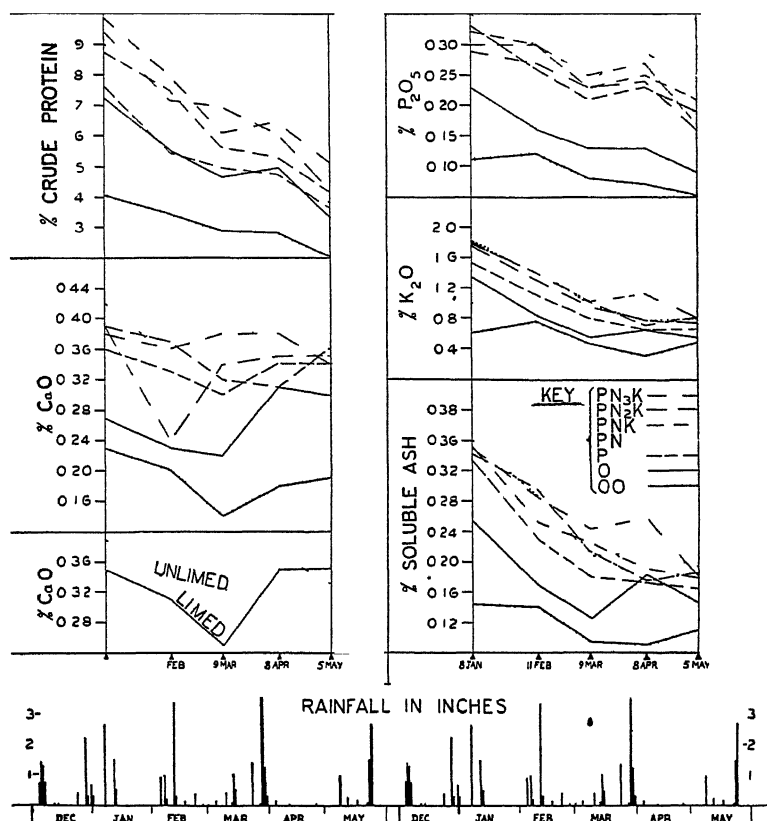 % CRUDE PROTEIN
9
8
7
6
5
4
3
% CaO
0.44
0.40
0.36
0.32
0.28
0.24
0.20
0.16
% CaO
0.36
0.32
0.28
UNLIMED
LIMED
FEB
9 MAR
8 APR
5 MAY
% P2O5
0.30
0.25
0.20
0.15
0.10
% K2O
2.0
1.6
1.2
0.8
0.4
% SOLUBLE ASH
0.38
0.32
0.28
0.24
0.20
0.16
0.12
KEY
PN3K
PN2K
PNK
PN
P
O
OO
8 JAN
11 FEB
9 MAR
8 APR
5 MAY
RAINFALL IN INCHES
3
2
1
3
2
1
DEC JAN FEB MAR APR MAY DEC JAN FEB MAR APR MAY